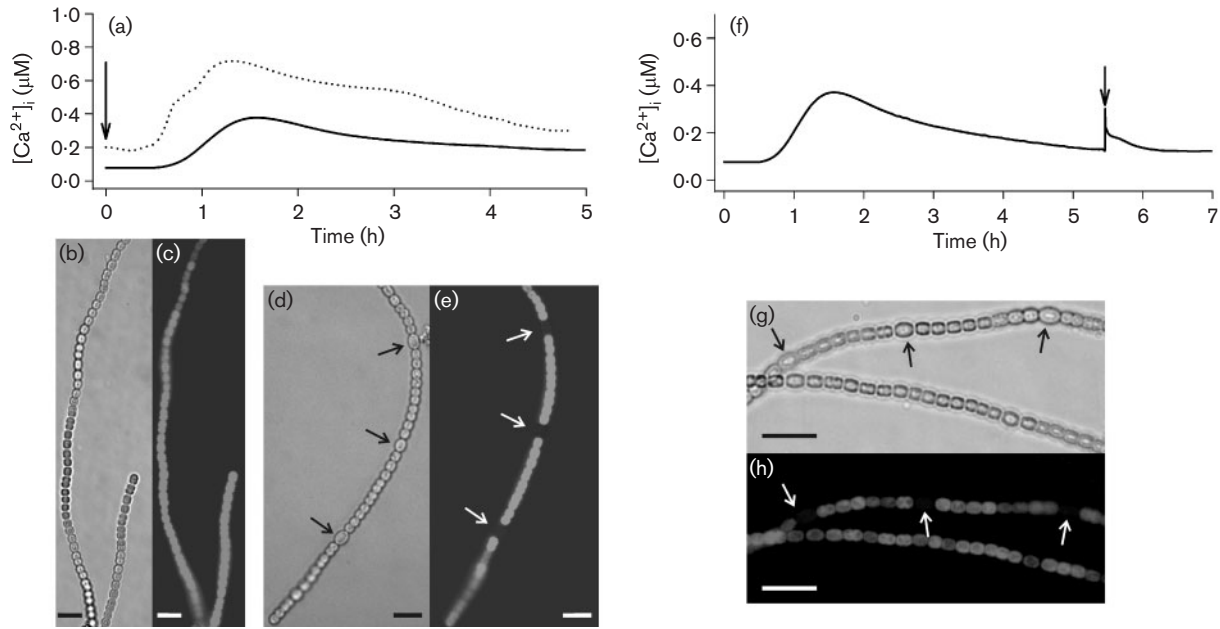 (a)
[Ca²⁺]ᵢ (μM)
1·0
0·8
0·6
0·4
0·2
0·0
0 1 2 3 4 5
Time (h)
(f)
[Ca²⁺]ᵢ (μM)
0·6
0·4
0·2
0·0
0 1 2 3 4 5 6 7
Time (h)
(b)
(c)
(d)
(e)
(g)
(h)